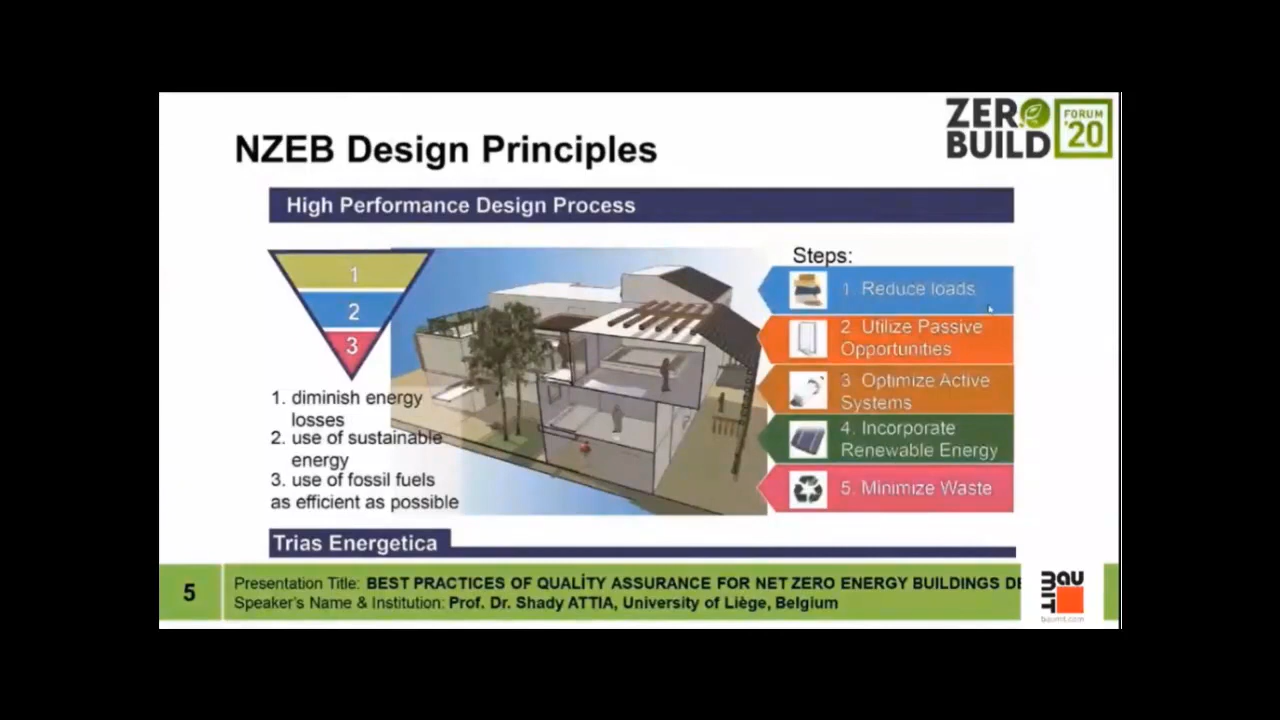 ZERO
BUILD
FORUM
'20
NZEB Design Principles
High Performance Design Process
1
2
3
1. diminish energy
losses
2. use of sustainable
energy
3. use of fossil fuels
as efficient as possible
Steps:
1 Reduce loads
2 Utilize Passive
Opportunities
3 Optimize Active
Systems
4. Incorporate
Renewable Energy
5. Minimize Waste
Trias Energetica
5
Presentation Title: BEST PRACTICES OF QUALİTY ASSURANCE FOR NET ZERO ENERGY BUILDINGS DE
Speaker's Name & Institution: Prof. Dr. Shady ATTIA, University of Liège, Belgium
bau
mit
baumit.com